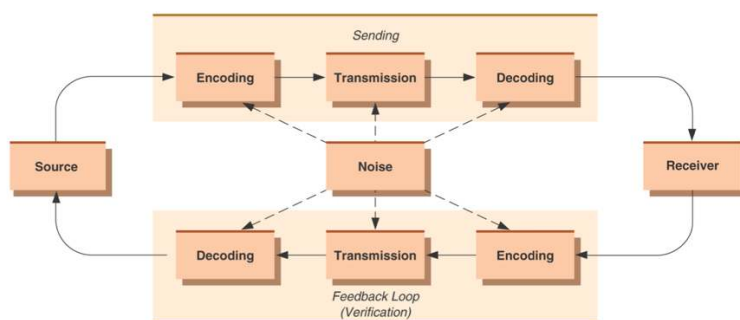 Sending
Encoding
Transmission
Decoding
Source
Noise
Receiver
Decoding
Transmission
Encoding
Feedback Loop
(Verification)